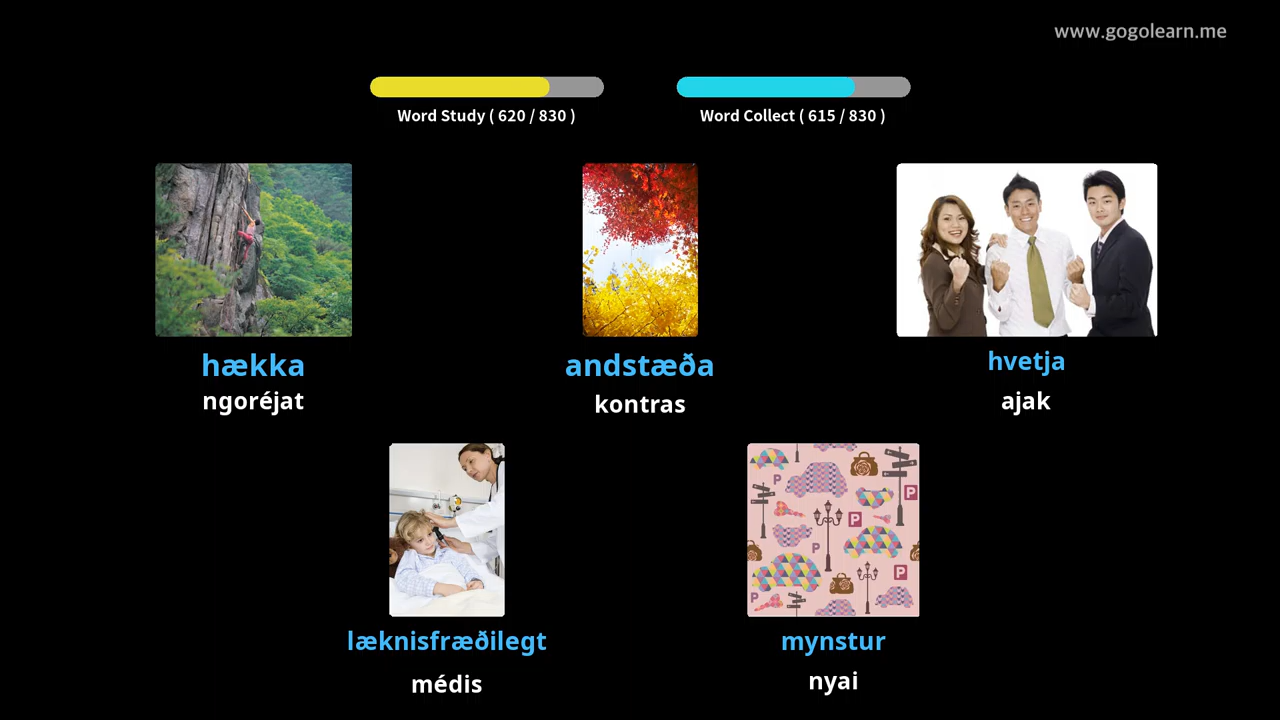 www.gogolearn.me
Word Study ( 620 / 830 )
Word Collect ( 615 / 830 )
hækka
ngoréjat
andstæða
kontras
hvetja
ajak
læknisfræðilegt
médis
mynstur
nyai
P
P
P
P
P
P